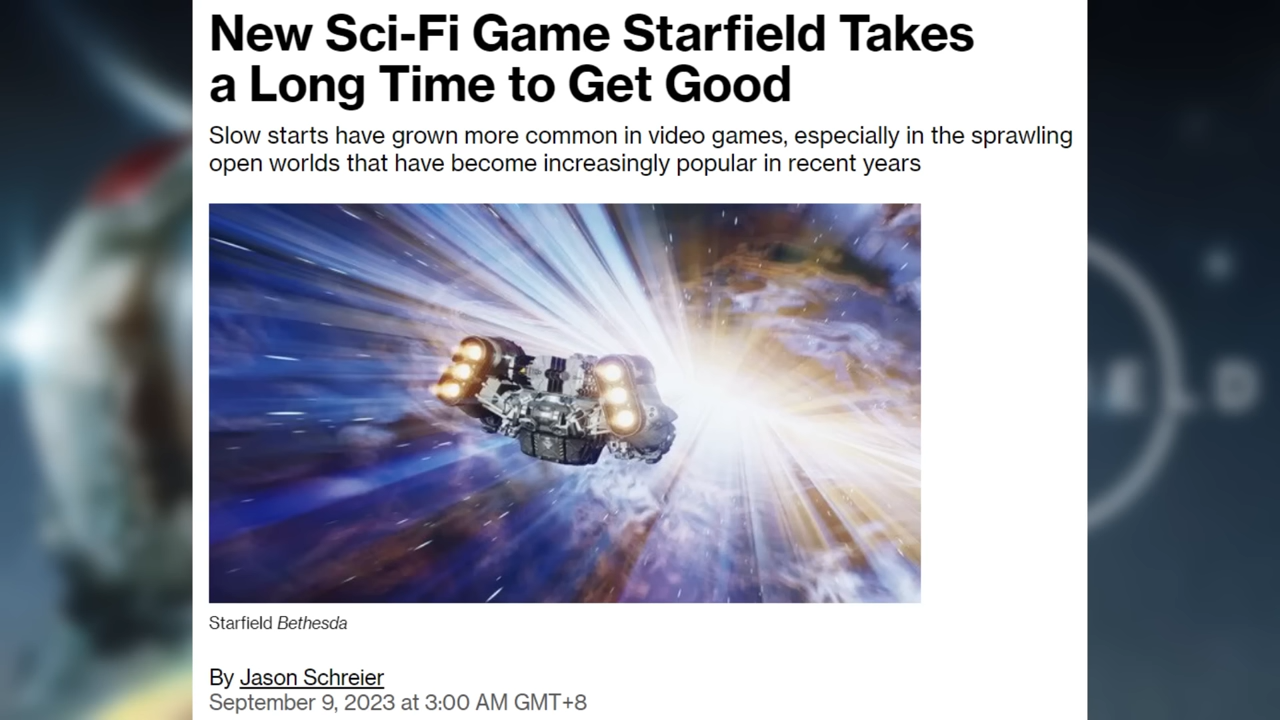 New Sci-Fi Game Starfield Takes
a Long Time to Get Good
Slow starts have grown more common in video games, especially in the sprawling
open worlds that have become increasingly popular in recent years
Starfield Bethesda
By Jason Schreier
September 9, 2023 at 3:00 AM GMT+8